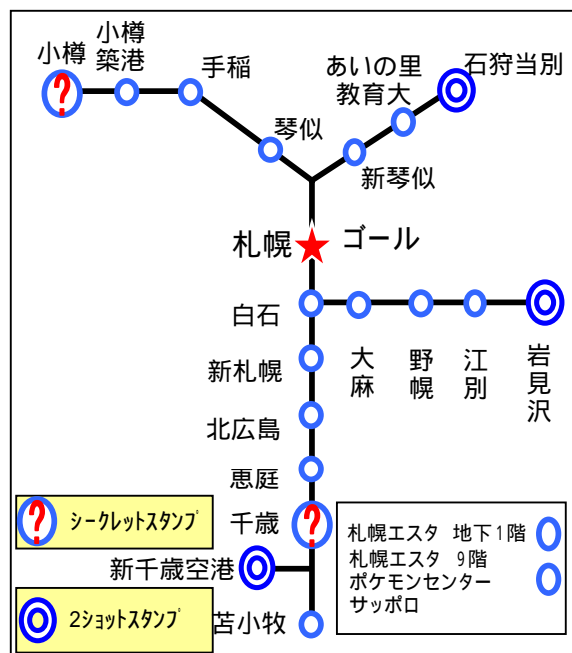 小樽
小樽
築港
手稲
琴似
あいの里
教育大
石狩当別
新琴似
札幌
ゴール
白石
大麻
野幌
江別
岩見沢
新札幌
北広島
恵庭
千歳
新千歳空港
苫小牧
?
シークレットスタンプ
2ショットスタンプ
札幌エスタ 地下1階
札幌エスタ 9階
ポケモンセンター
サッポロ
?
?